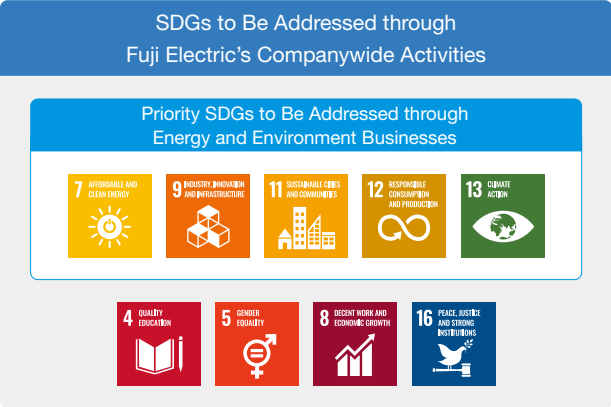 SDGs to Be Addressed through
Fuji Electric's Companywide Activities
Priority SDGs to Be Addressed through
Energy and Environment Businesses
7 AFFORDABLE AND
CLEAN ENERGY
9 INDUSTRY, INNOVATION
AND INFRASTRUCTURE
11 SUSTAINABLE CITIES
AND COMMUNITIES
12 RESPONSIBLE
CONSUMPTION
AND PRODUCTION
13 CLIMATE
ACTION
4 QUALITY
EDUCATION
5 GENDER
EQUALITY
8 DECENT WORK AND
ECONOMIC GROWTH
16 PEACE, JUSTICE
AND STRONG
INSTITUTIONS